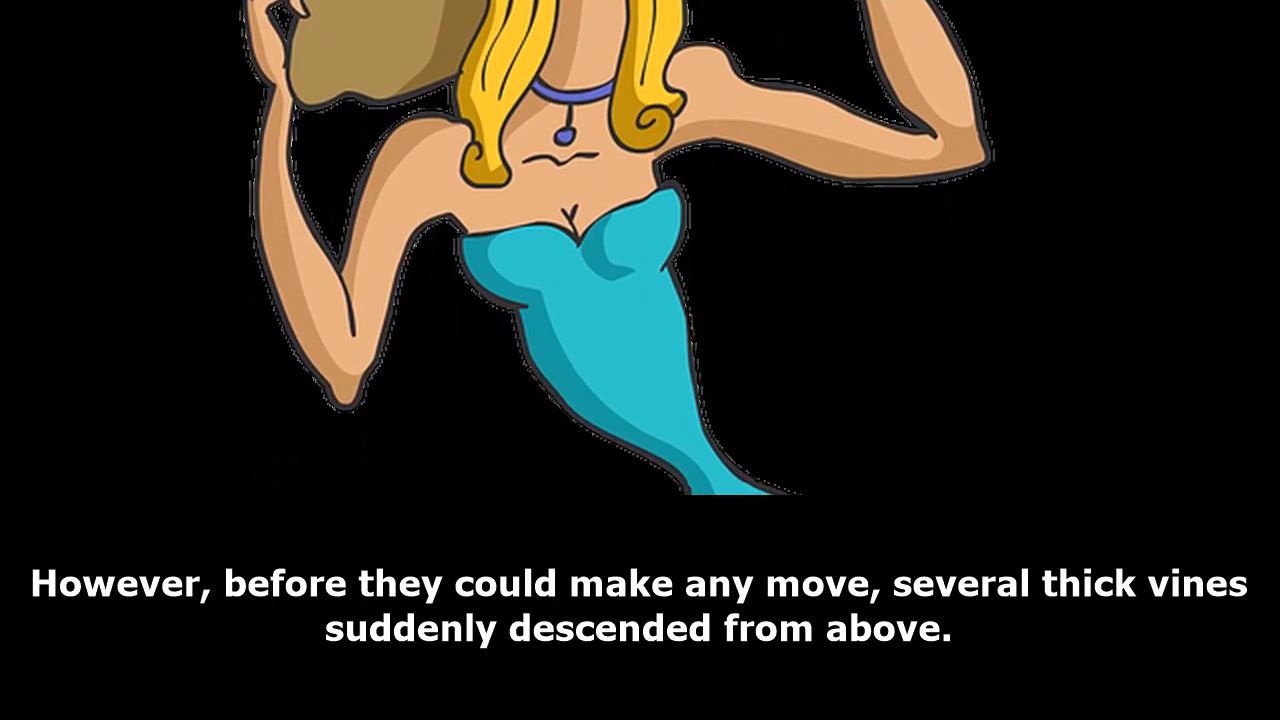 However, before they could make any move, several thick vines
suddenly descended from above.